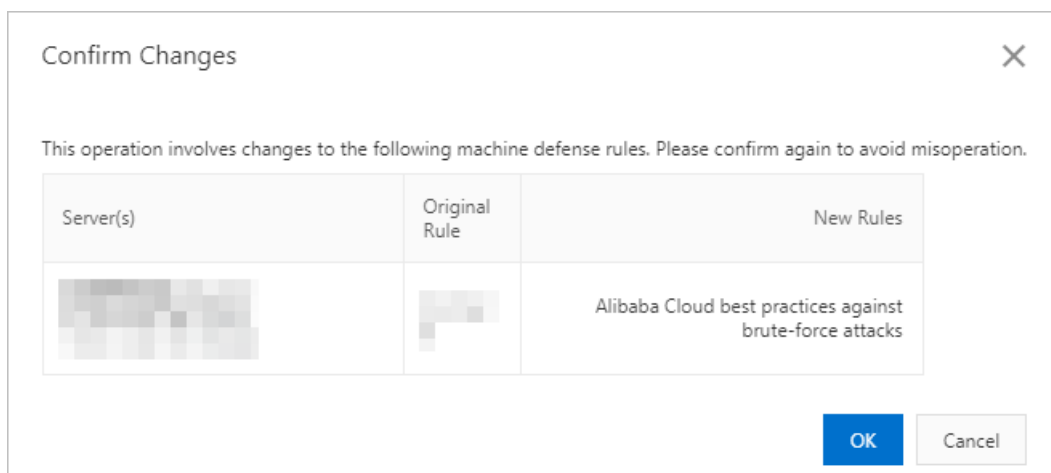 Confirm Changes
This operation involves changes to the following machine defense rules. Please confirm again to avoid misoperation.
Server(s)
Original
Rule
New Rules
Alibaba Cloud best practices against
brute-force attacks
OK
Cancel